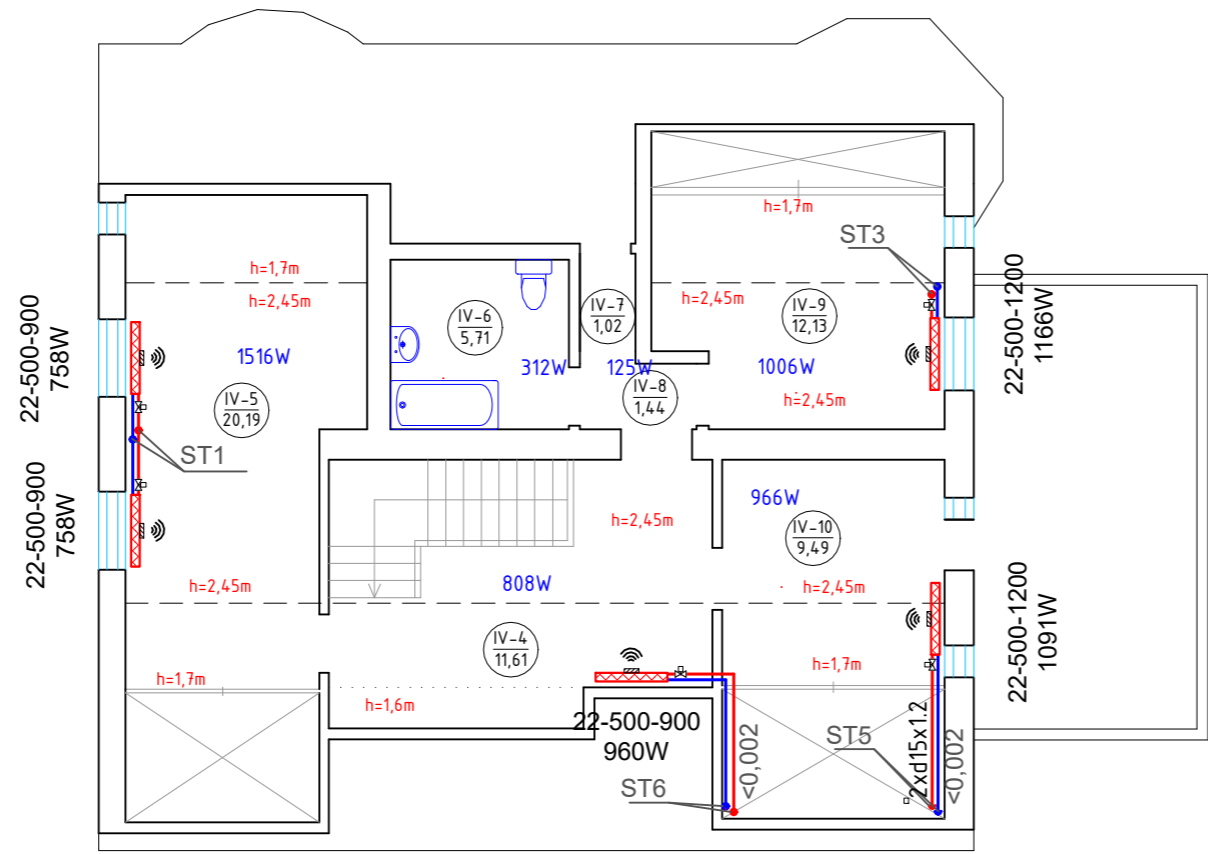 h=1,7m
ST3
h=1,7m
h=2,45m
h=2,45m
IV-7
1,02
IV-9
12,13
IV-6
5,71
22-500-1200
1166W
22-500-900
758W
1516W
312W
125W
1006W
IV-5
20,19
IV-8
1,44
h=2,45m
ST1
22-500-900
758W
966W
h=2,45m
IV-10
9,49
h=2,45m
808W
h=2,45m
22-500-1200
1091W
IV-4
11,61
h=1,7m
h=1,7m
h=1,6m
22-500-900
960W
<0,002
ST5
2xd15x1.2
<0,002
ST6